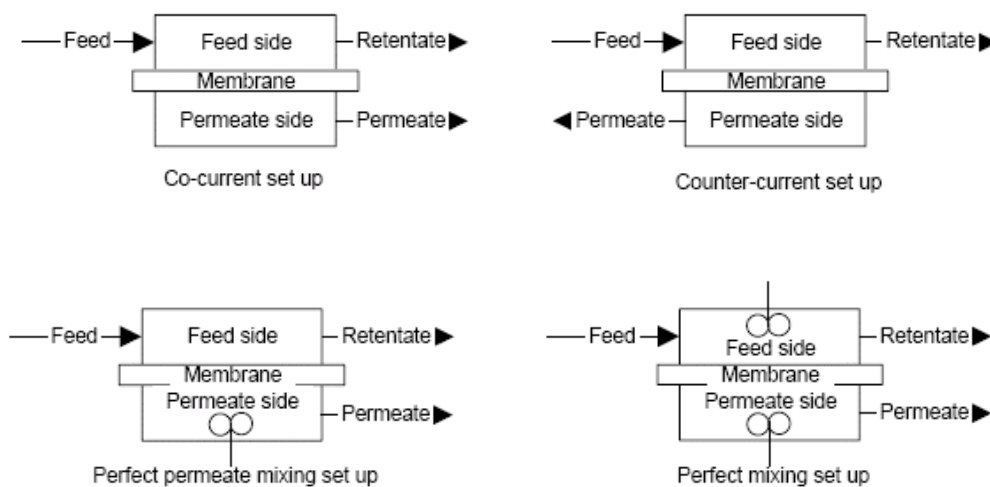 Feed
Feed side
Retentate
Membrane
Permeate side
Permeate
Co-current set up
Feed
Feed side
Retentate
Membrane
Permeate
Permeate side
Counter-current set up
Feed
Feed side
Retentate
Membrane
Permeate side
Permeate
Perfect permeate mixing set up
Feed
Feed side
Retentate
Membrane
Permeate side
Permeate
Perfect mixing set up